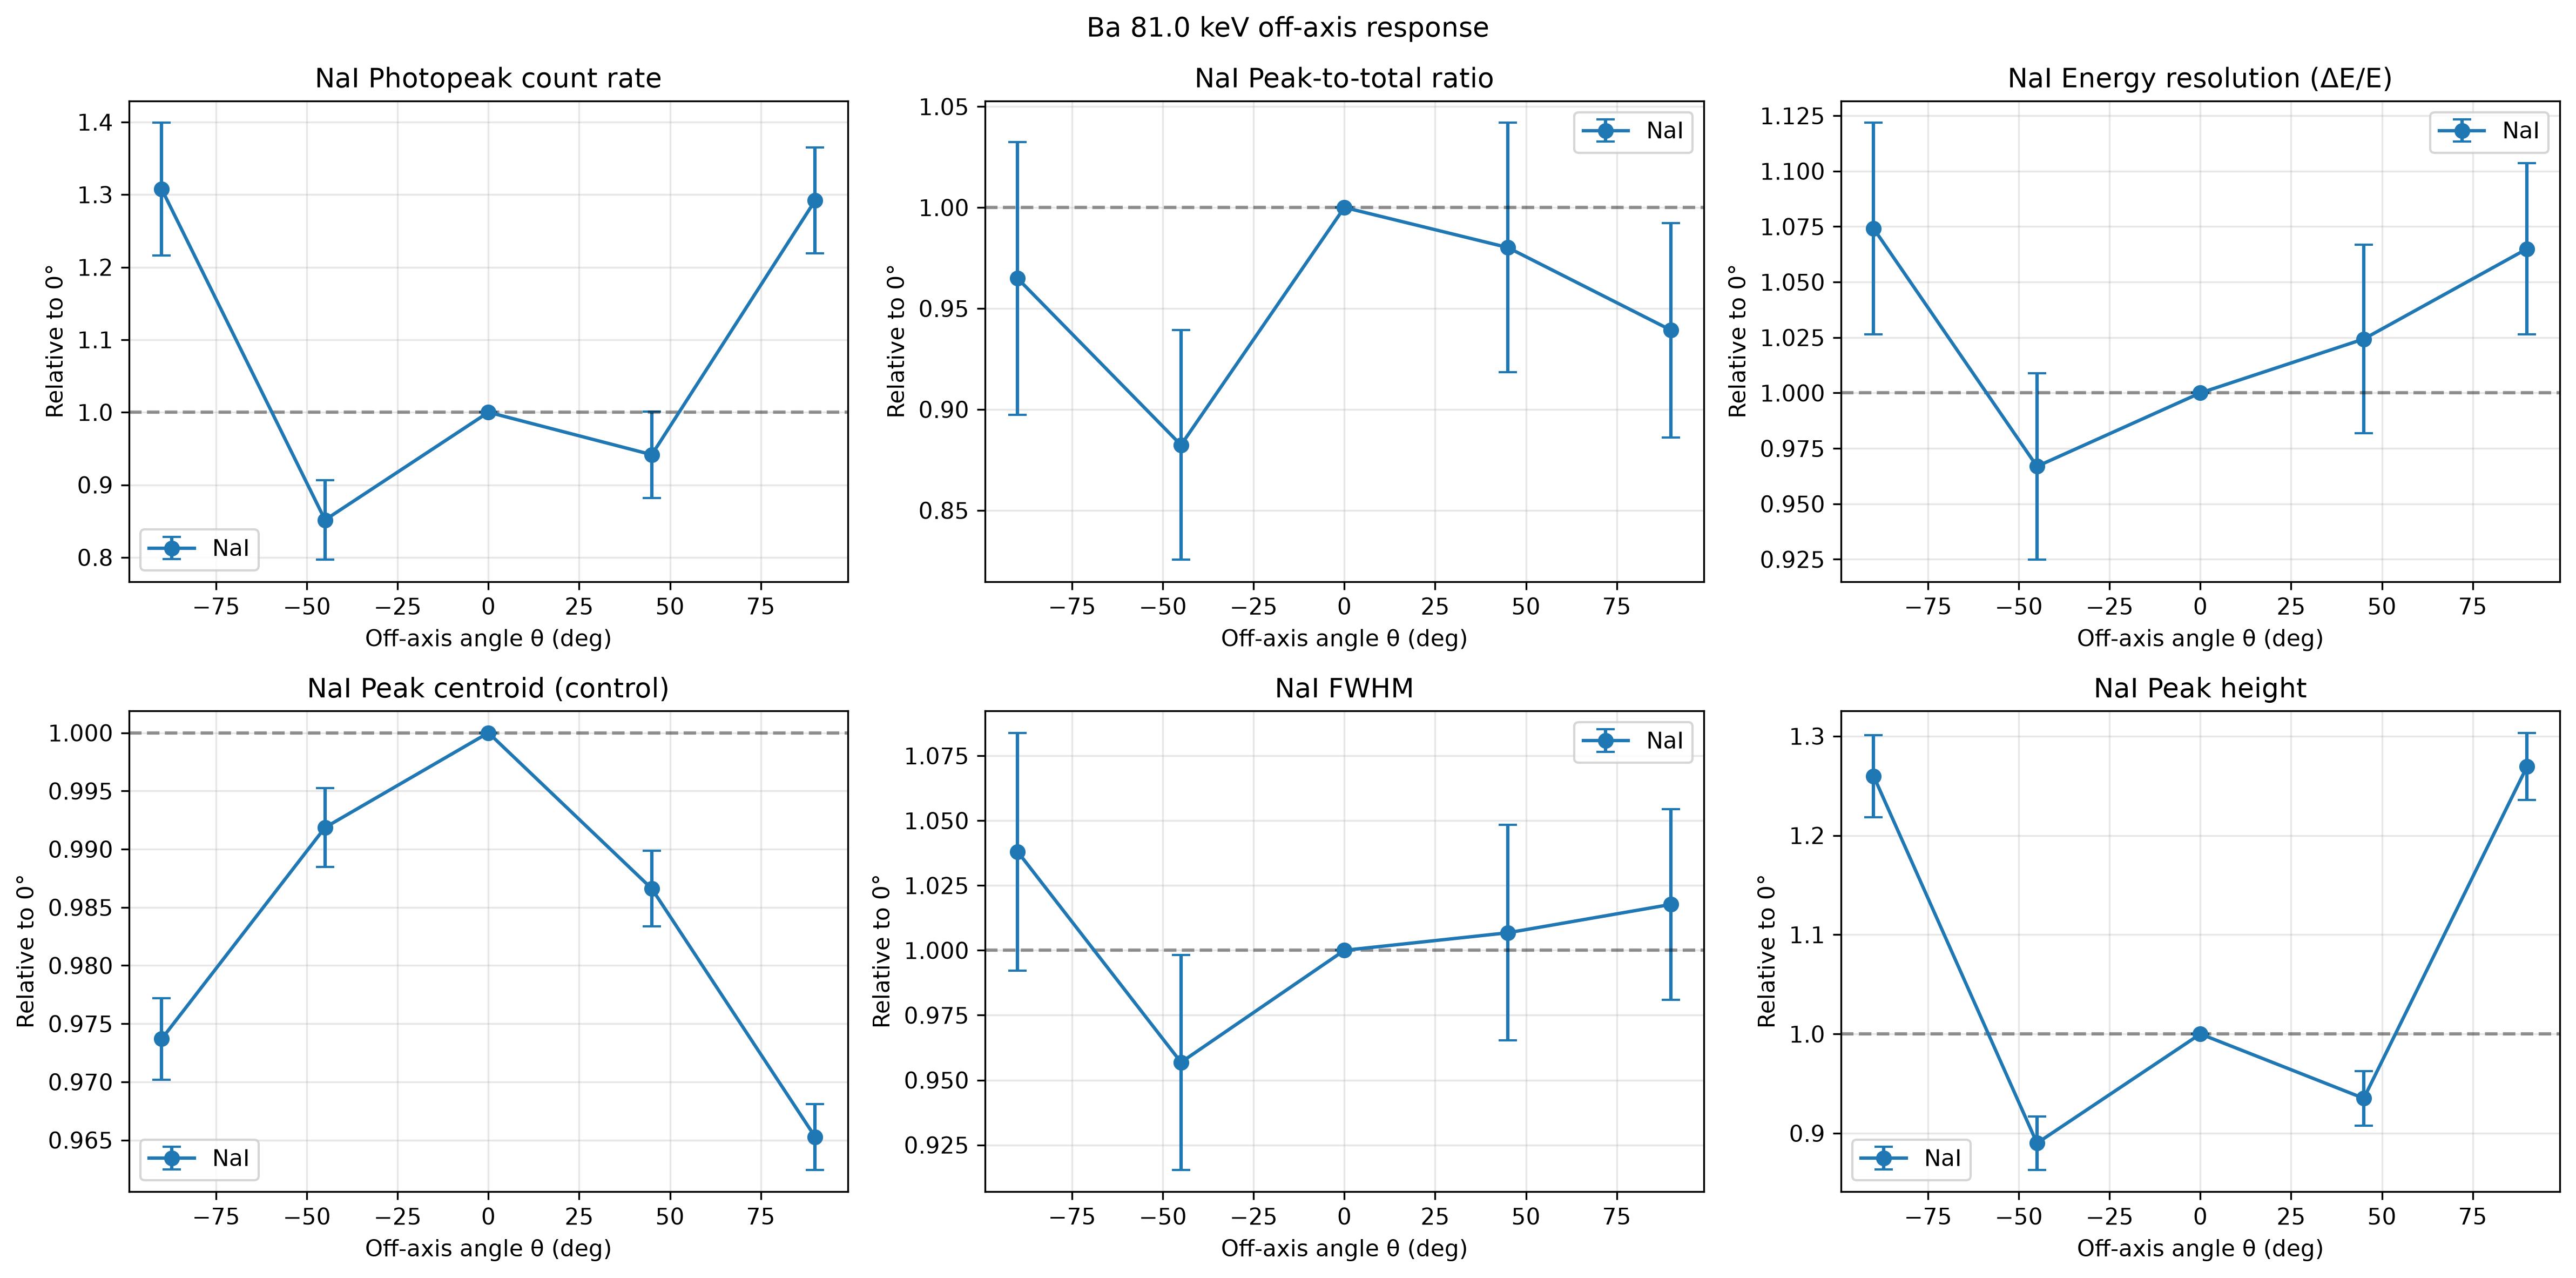 Ba 81.0 keV off-axis response
NaI Photopeak count rate
1.4
1.3
1.2
1.1
1.0
0.9
0.8
Relative to 0°
NaI
−75 −50 −25 0 25 50 75
Off-axis angle θ (deg)
NaI Peak-to-total ratio
1.05
1.00
0.95
0.90
0.85
Relative to 0°
NaI
−75 −50 −25 0 25 50 75
Off-axis angle θ (deg)
NaI Energy resolution (ΔE/E)
1.125
1.100
1.075
1.050
1.025
1.000
0.975
0.950
0.925
Relative to 0°
NaI
−75 −50 −25 0 25 50 75
Off-axis angle θ (deg)
NaI Peak centroid (control)
1.000
0.995
0.990
0.985
0.980
0.975
0.970
0.965
Relative to 0°
NaI
−75 −50 −25 0 25 50 75
Off-axis angle θ (deg)
NaI FWHM
1.075
1.050
1.025
1.000
0.975
0.950
0.925
Relative to 0°
NaI
−75 −50 −25 0 25 50 75
Off-axis angle θ (deg)
NaI Peak height
1.3
1.2
1.1
1.0
0.9
Relative to 0°
NaI
−75 −50 −25 0 25 50 75
Off-axis angle θ (deg)